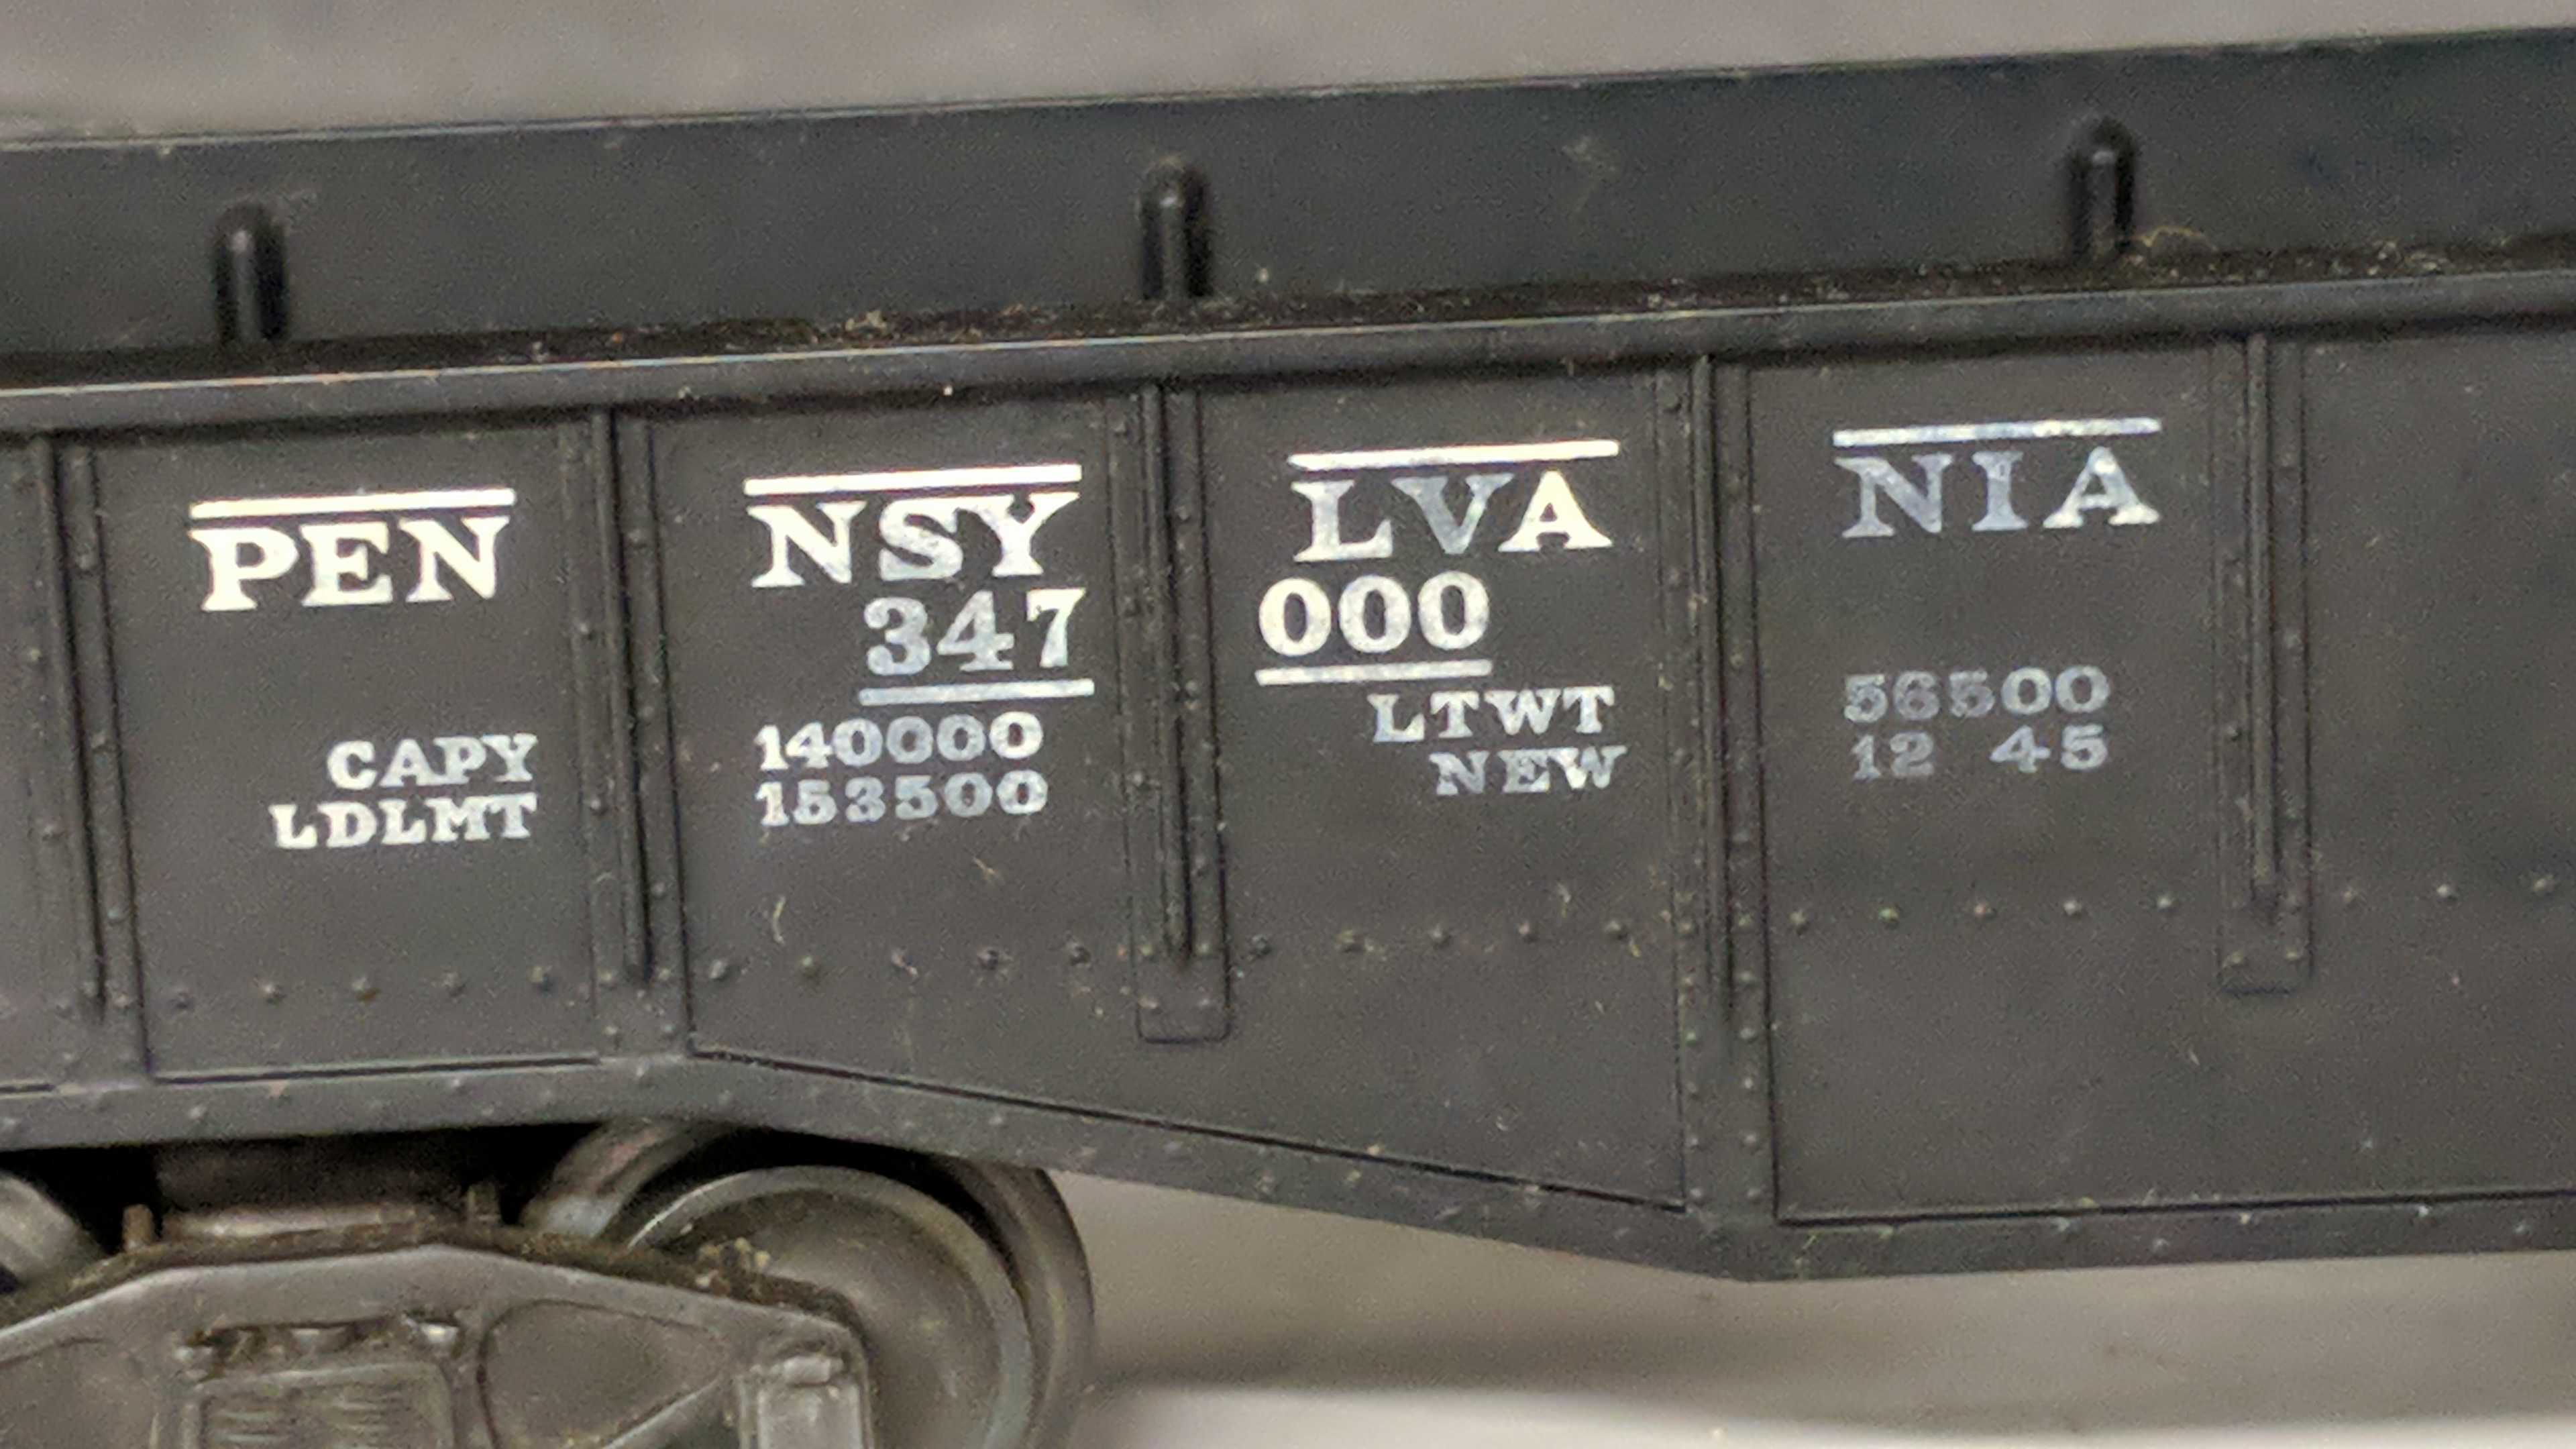 PEN NSY LVA NIA
347 000
CAPY 140000 LTWT 56500
LDLMT 153500 NEW 12 45